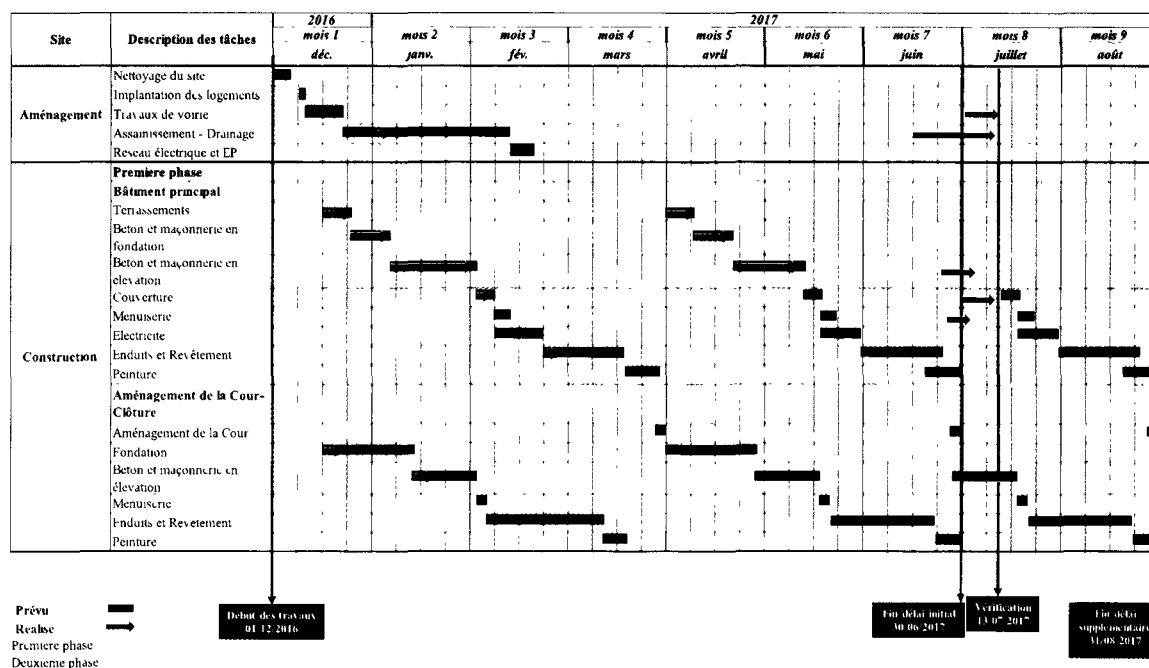 2016 2017
Site Description des tâches mois 1 mois 2 mois 3 mois 4 mois 5 mois 6 mois 7 mois 8 mois 9
déc. janv. fév. mars avril mai juin juillet août
Aménagement
Nettoyage du site
Implantation des logements
Travaux de voirie
Assainissement - Drainage
Reseau électrique et EP
Construction
Premiere phase
Bâtiment principal
Terrassements
Beton et maçonnerie en
fondation
Beton et maçonnerie en
elevation
Couverture
Menuiserie
Electricite
Enduits et Revêtement
Peinture
Aménagement de la Cour-
Clôture
Aménagement de la Cour
Fondation
Beton et maçonnerie en
élevation
Menuiserie
Enduits et Revetement
Peinture
Prévu
Realise
Premiere phase
Deuxieme phase
Debut des travaux
01-12-2016
Fin délai initial
30/06/2017
Vérification
13-07-2017
Fin délai
supplementaire
31/08/2017